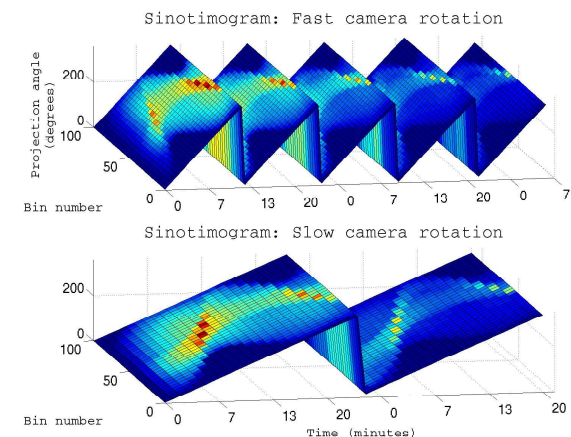 Sinotimogram: Fast camera rotation
Projection angle
(degrees)
200
0
100
50
0
Bin number
0 7 13 20 0 7 13 20 0 7
Sinotimogram: Slow camera rotation
200
0
100
50
0
Bin number
0 7 13 20 0 7 13 20
Time (minutes)